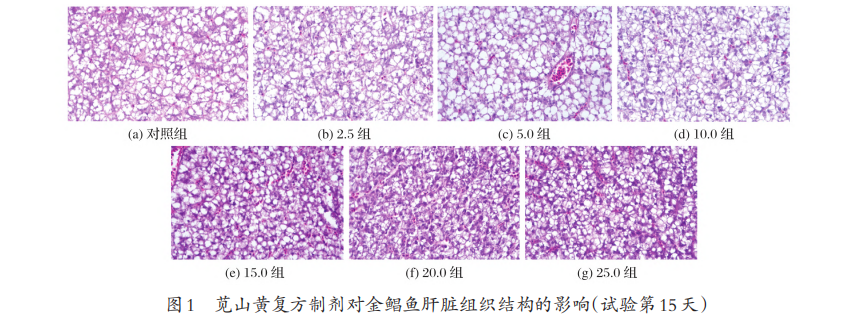 (a) 对照组
(b) 2.5 组
(c) 5.0 组
(d) 10.0 组
(e) 15.0 组
(f) 20.0 组
(g) 25.0 组
图1 苋山黄复方制剂对金鲳鱼肝脏组织结构的影响(试验第15天)